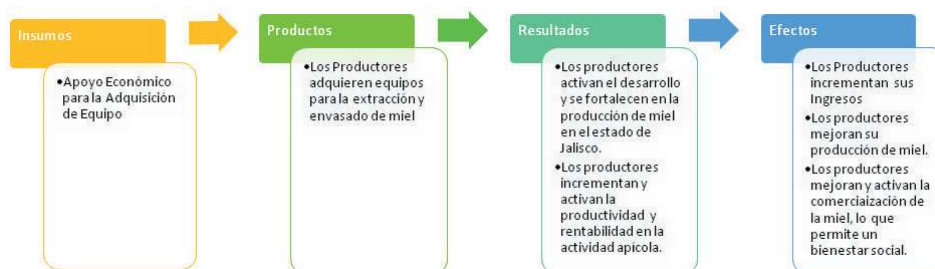 Insumos
•Apoyo Económico
para la Adquisición
de Equipo
Productos
•Los Productores
adquieren equipos
para la extracción y
envasado de miel
Resultados
•Los productores
activan el desarrollo
y se fortalecen en la
producción de miel
en el estado de
Jalisco.
•Los productores
incrementan y
activan la
productividad y
rentabilidad en la
actividad apícola.
Efectos
•Los Productores
incrementan sus
Ingresos
•Los productores
mejoran su
producción de miel.
•Los productores
mejoran y activan la
comerciaización de
la miel, lo que
permite un
bienestar social.